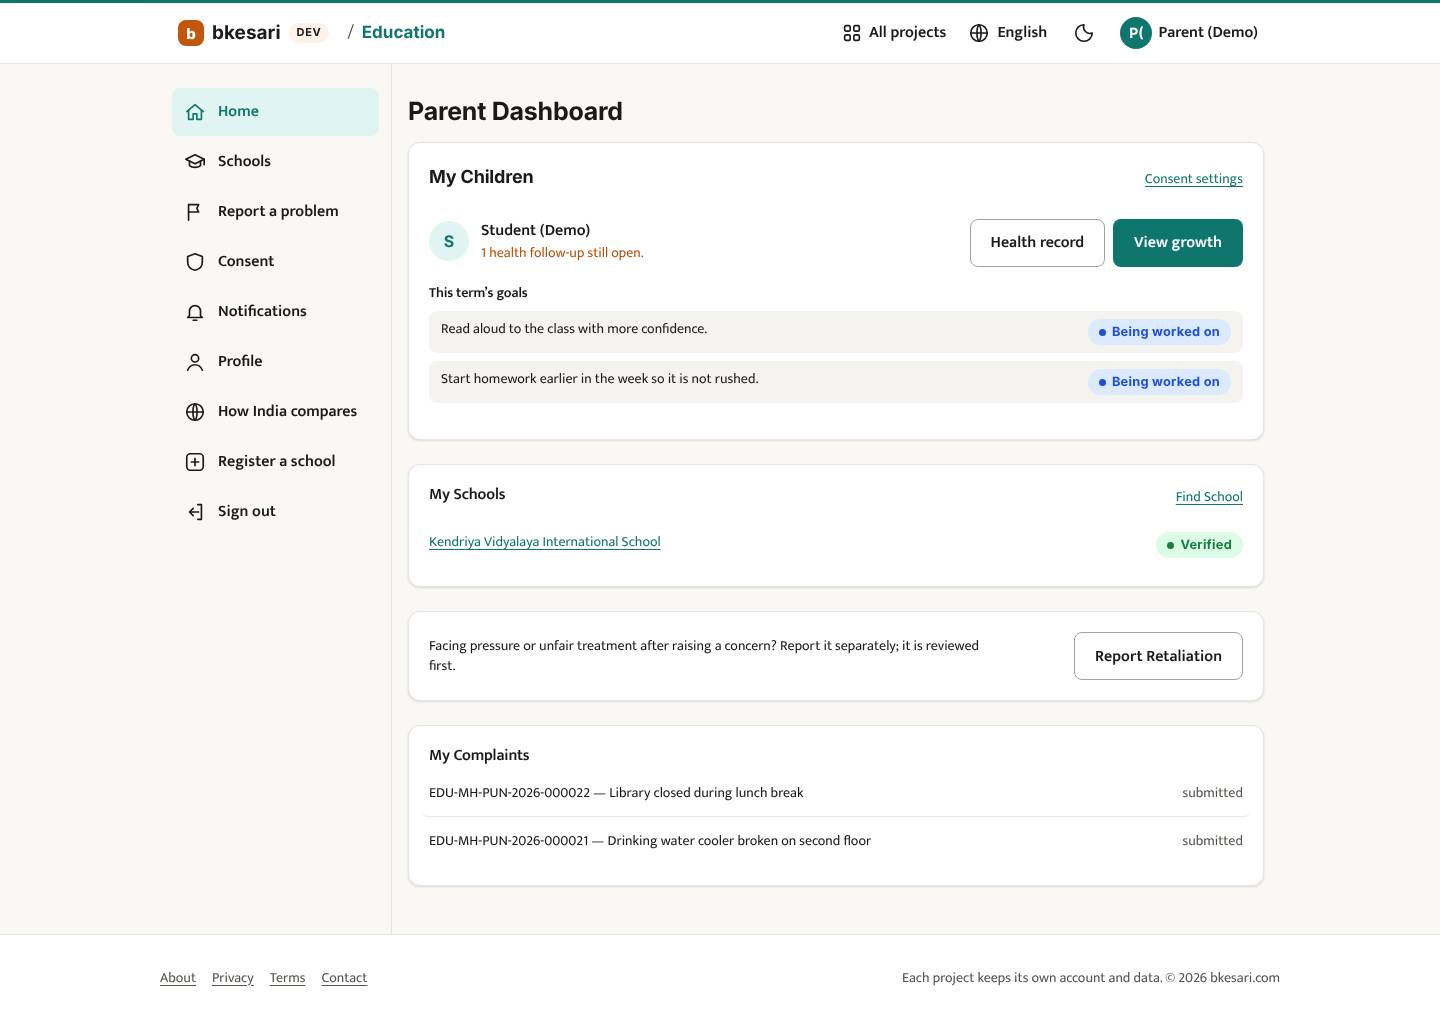 b bkesari DEV / Education All projects English P( Parent (Demo)
Home
Schools
Report a problem
Consent
Notifications
Profile
How India compares
Register a school
Sign out
Parent Dashboard
My Children Consent settings
S Student (Demo) Health record View growth
1 health follow-up still open.
This term’s goals
Read aloud to the class with more confidence. Being worked on
Start homework earlier in the week so it is not rushed. Being worked on
My Schools Find School
Kendriya Vidyalaya International School Verified
Facing pressure or unfair treatment after raising a concern? Report it separately; it is reviewed
first.
Report Retaliation
My Complaints
EDU-MH-PUN-2026-000022 — Library closed during lunch break submitted
EDU-MH-PUN-2026-000021 — Drinking water cooler broken on second floor submitted
About Privacy Terms Contact Each project keeps its own account and data. © 2026 bkesari.com